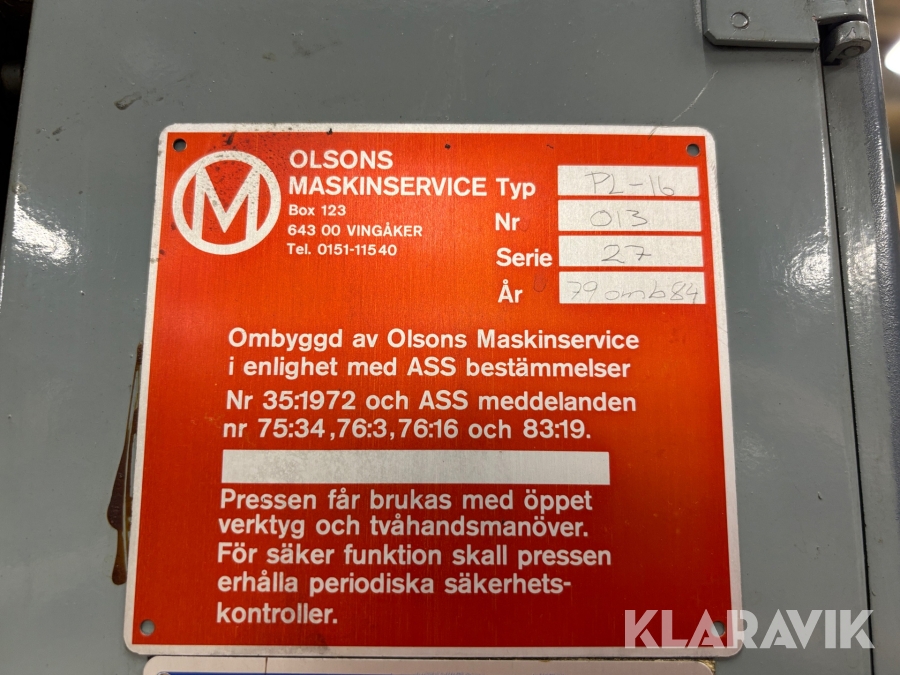 M
OLSONS
MASKINSERVICE
Box 123
643 00 VINGÅKER
Tel. 0151-11540
Typ PL-16
Nr 013
Serie 27
År 79 omb 84
Ombyggd av Olsons Maskinservice
i enlighet med ASS bestämmelser
Nr 35:1972 och ASS meddelanden
nr 75:34,76:3,76:16 och 83:19.
Pressen får brukas med öppet
verktyg och tvåhandsmanöver.
För säker funktion skall pressen
erhålla periodiska säkerhets-
kontroller.
KLARAVIK